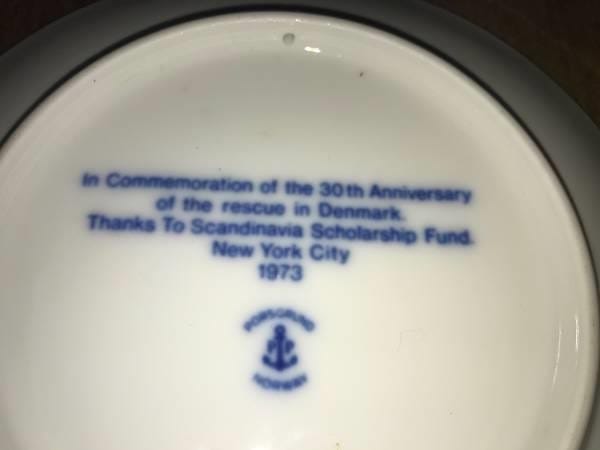 In Commemoration of the 30th Anniversary
of the rescue in Denmark.
Thanks To Scandinavia Scholarship Fund.
New York City
1973
PORSGRUND
P P
NORWAY